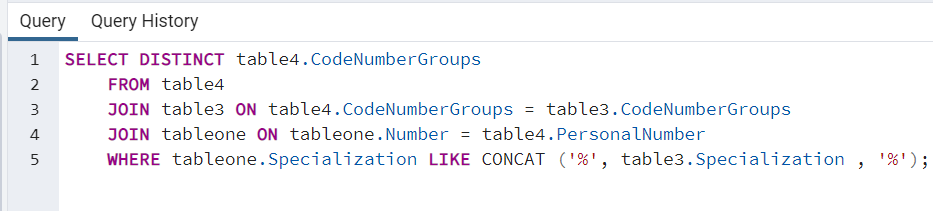 Query Query History
1 SELECT DISTINCT table4.CodeNumberGroups
2 FROM table4
3 JOIN table3 ON table4.CodeNumberGroups = table3.CodeNumberGroups
4 JOIN tableone ON tableone.Number = table4.PersonalNumber
5 WHERE tableone.Specialization LIKE CONCAT ('%', table3.Specialization , '%');